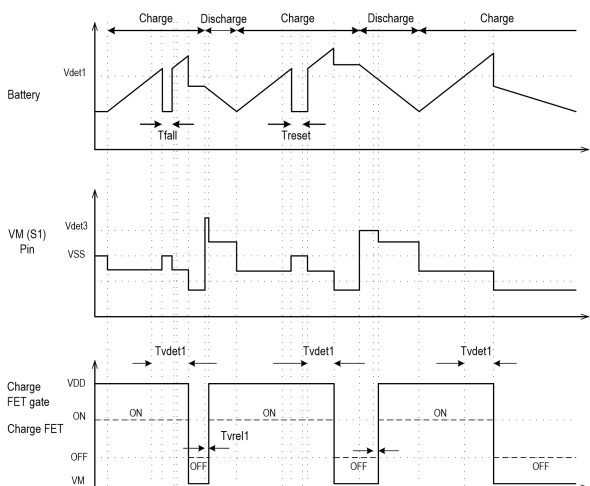 Charge Discharge Charge Discharge Charge
Vdet1
Battery
Tfall Treset
Vdet3
VM (S1)
Pin
VSS
Tvdet1 Tvdet1 Tvdet1
Charge
FET gate
VDD
ON
ON ON ON
Charge FET
Tvrel1
OFF
OFF OFF OFF
VM